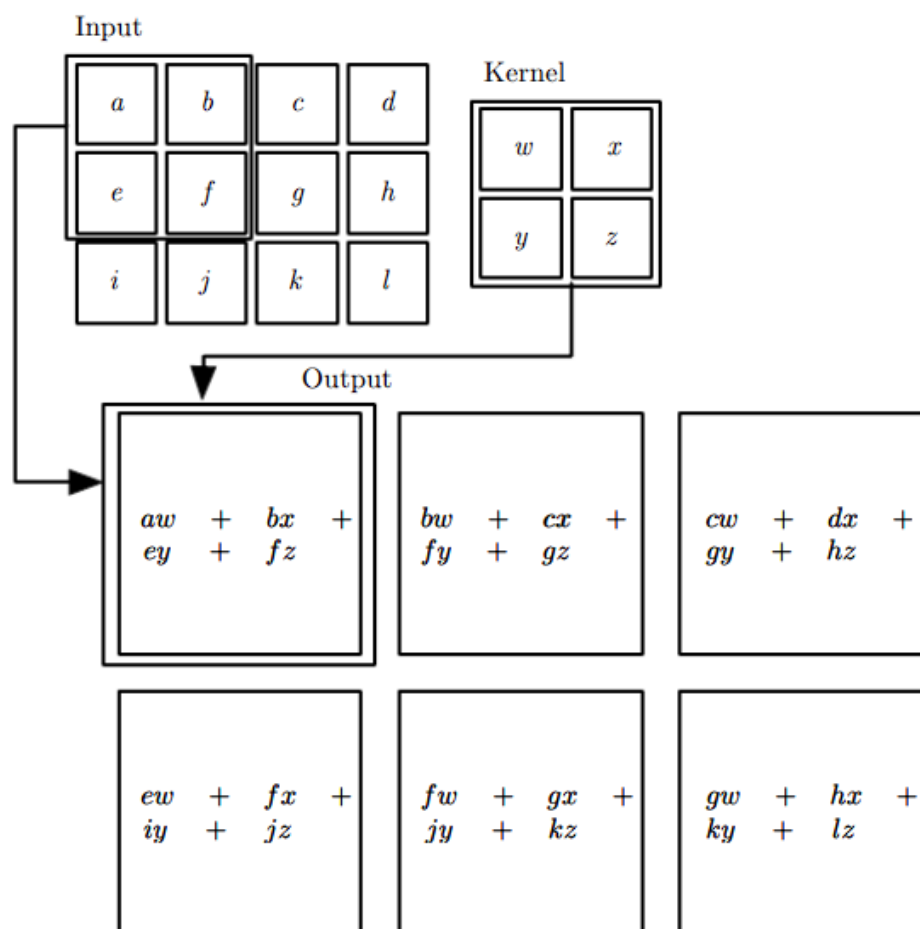 Input
Kernel
a b c d
w x
e f g h
y z
i j k l
Output
aw + bx +
ey + fz
bw + cx +
fy + gz
cw + dx +
gy + hz
ew + fx +
iy + jz
fw + gx +
jy + kz
gw + hx +
ky + lz